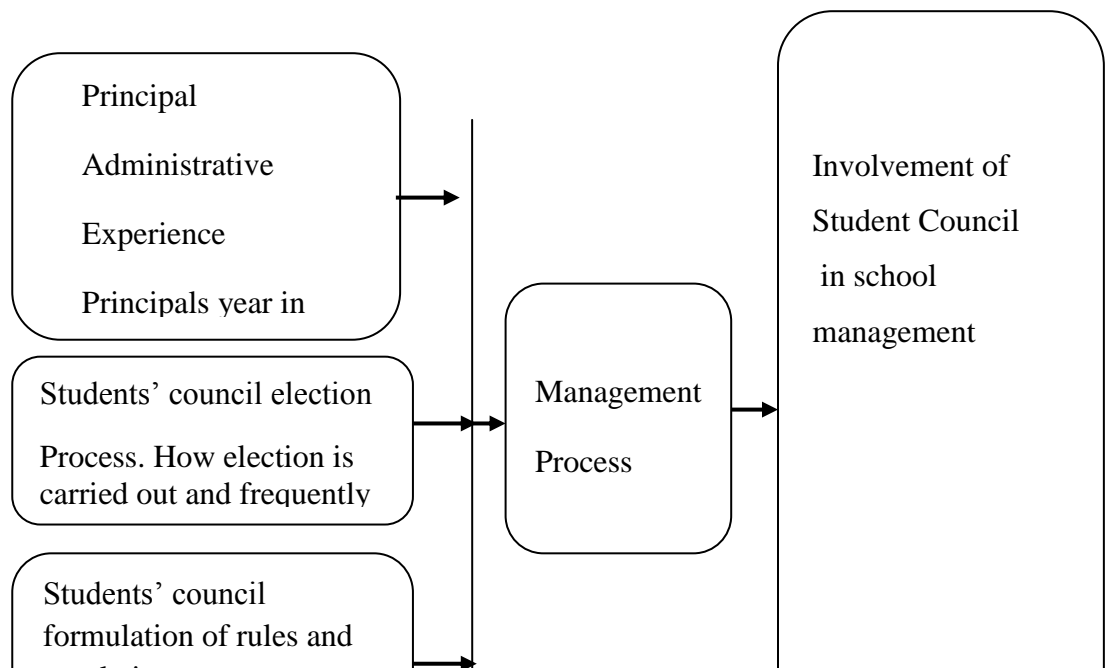 Principal
Administrative
Experience
Principals year in
Students’ council election
Process. How election is
carried out and frequently
Students’ council
formulation of rules and
Management
Process
Involvement of
Student Council
in school
management